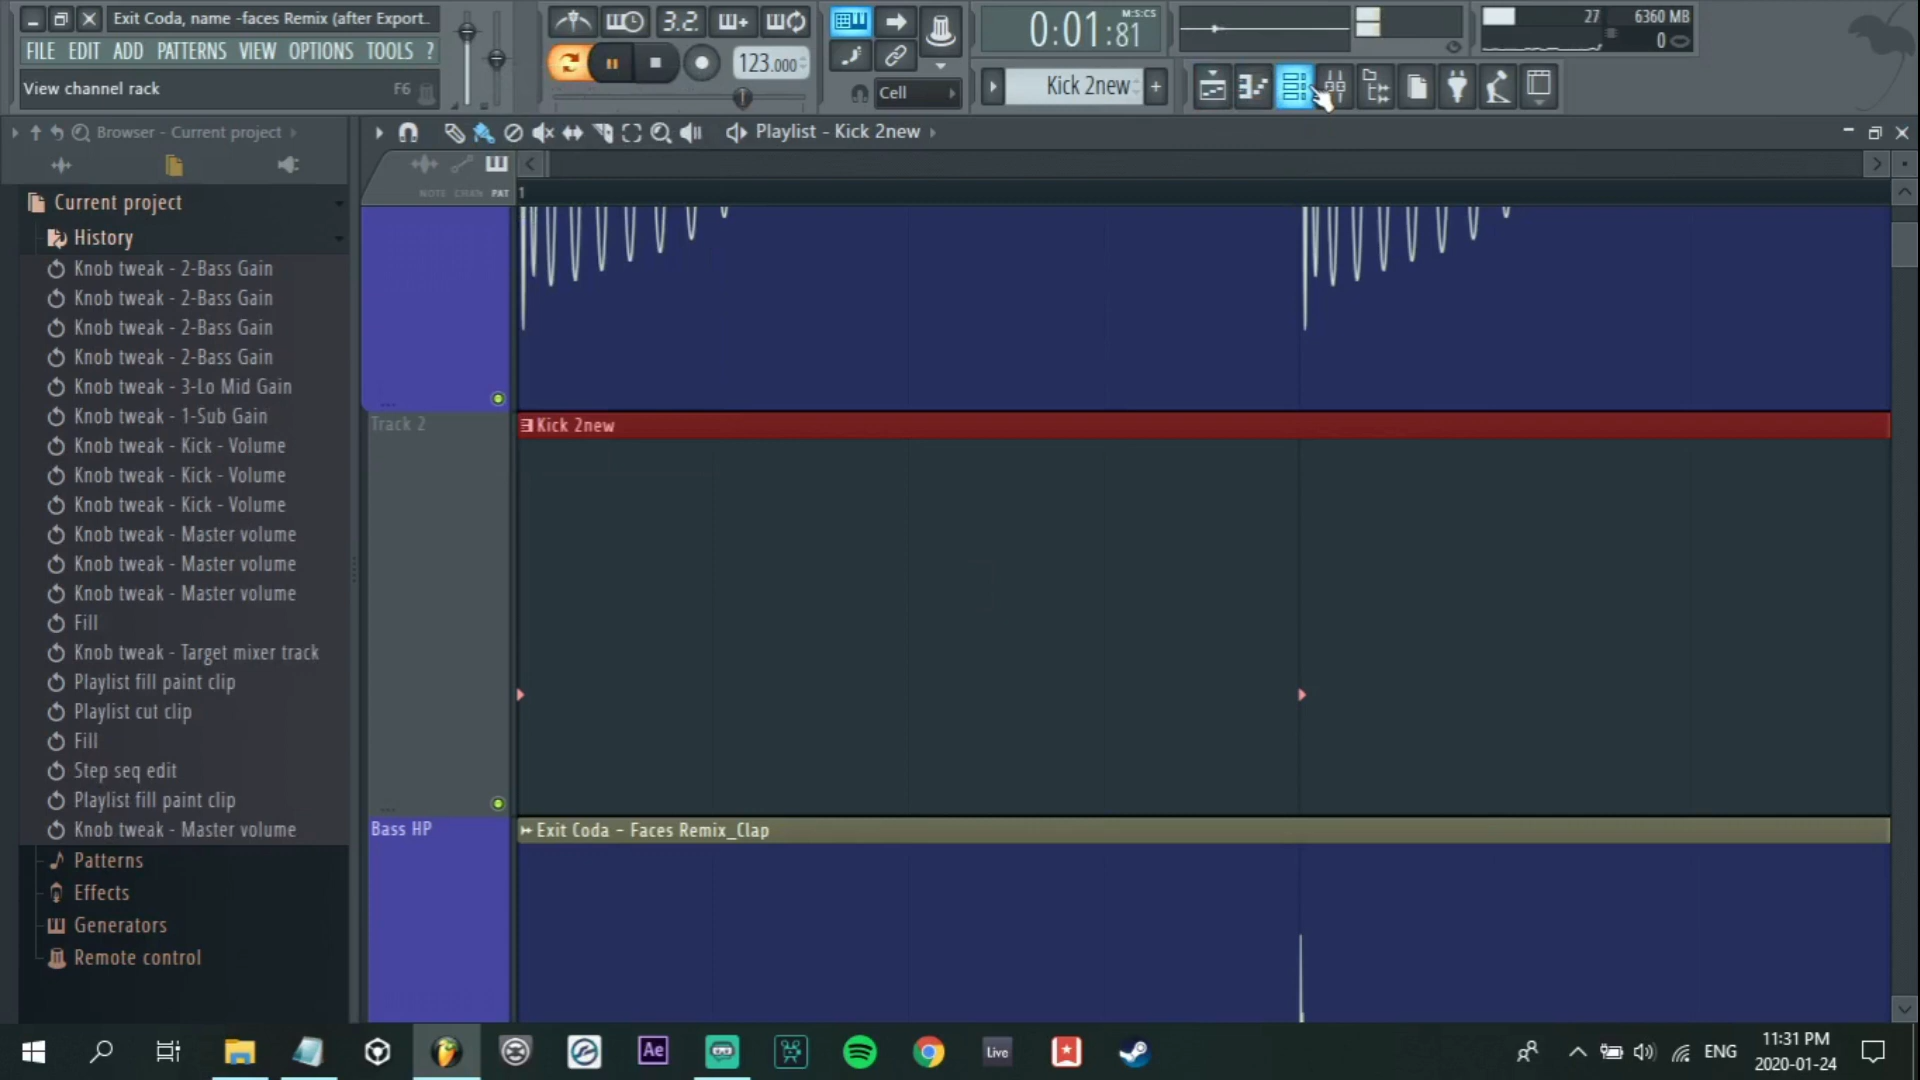 Exit Coda, name -faces Remix (after Export..
FILE EDIT ADD PATTERNS VIEW OPTIONS TOOLS ?
View channel rack F6
3.2.
123.000
Cell
0:01:81
M:S:CS
Kick 2new
27
6360 MB
0
Browser - Current project
Playlist - Kick 2new
NOTE CHAN PAT
1
Current project
History
Knob tweak - 2-Bass Gain
Knob tweak - 2-Bass Gain
Knob tweak - 2-Bass Gain
Knob tweak - 2-Bass Gain
Knob tweak - 3-Lo Mid Gain
Knob tweak - 1-Sub Gain
Knob tweak - Kick - Volume
Knob tweak - Kick - Volume
Knob tweak - Kick - Volume
Knob tweak - Master volume
Knob tweak - Master volume
Knob tweak - Master volume
Fill
Knob tweak - Target mixer track
Playlist fill paint clip
Playlist cut clip
Fill
Step seq edit
Playlist fill paint clip
Knob tweak - Master volume
Patterns
Effects
Generators
Remote control
Track 2
Kick 2new
Bass HP
Exit Coda - Faces Remix_Clap
Ae
Live
ENG
11:31 PM
2020-01-24